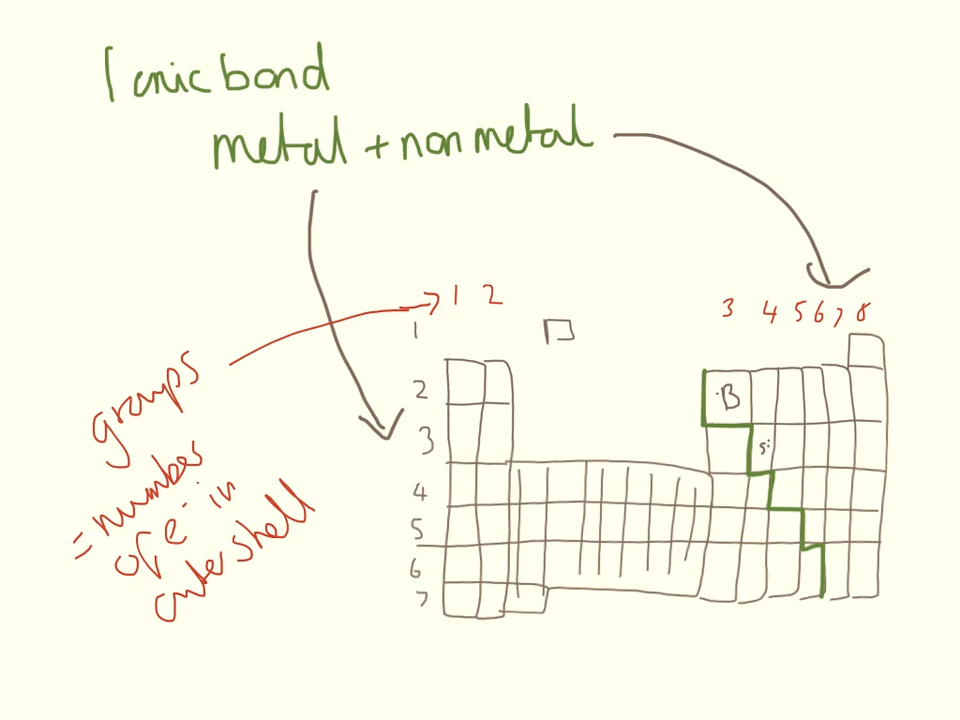 Ionic bond
metal + non metal
1 2
3 4 5 6 7 8
1
groups
2
B
3
Si
= number
of e⁻ in
outer shell
4
5
6
7